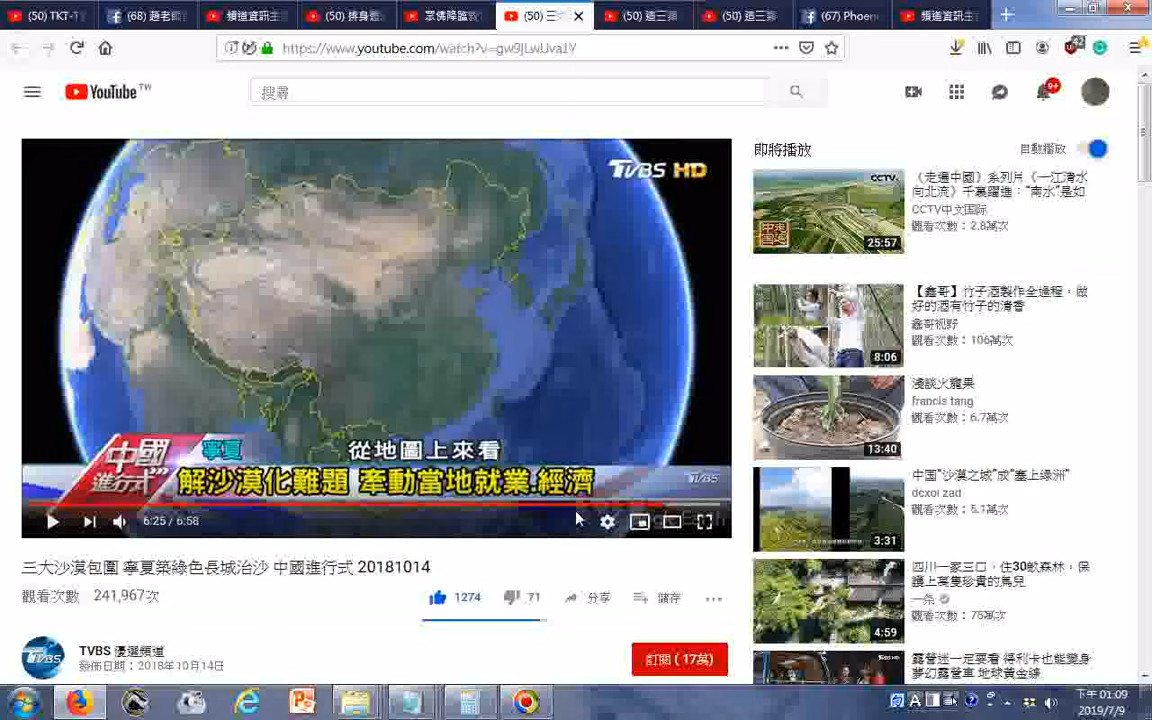 (50) TKT-T
(68) 趙老師
頻道資訊主
(50) 三
(50) 這三
(50) 這三
(67) Phoen
頻道資訊主
https://www.youtube.com/watch?v=gw9jLwUva1Y
YouTube TW
搜尋
9+
TVBS HD
寧夏
中國進行式
從地圖上來看
解沙漠化難題 牽動當地就業.經濟
TVBS
6:25 / 6:58
三大沙漠包圍 寧夏築綠色長城治沙 中國進行式 20181014
觀看次數 241,967次
1274
71
分享
儲存
TVBS 優選頻道
發佈日期:2018年10月14日
訂閱 (17萬)
即將播放
自動播放
CCTV
走遍中國
25:57
《走遍中國》系列片《一江清水
向北流》千裏躍進:“南水”是如
CCTV中文国际
觀看次數:2.8萬次
8:06
【鑫哥】竹子酒製作全過程,做
好的酒有竹子的清香
鑫哥视野
觀看次數:106萬次
13:40
淺談火龍果
francis tang
觀看次數:6.7萬次
3:31
中国"沙漠之城"成"塞上绿洲"
dexoi zad
觀看次數:5.1萬次
4:59
四川一家三口,住30畝森林,保
護上萬隻珍貴的鳥兒
一条
觀看次數:75萬次
露營迷一定要看 得利卡也能變身
夢幻露營車 地球黃金線
下午 01:09
2019/7/9